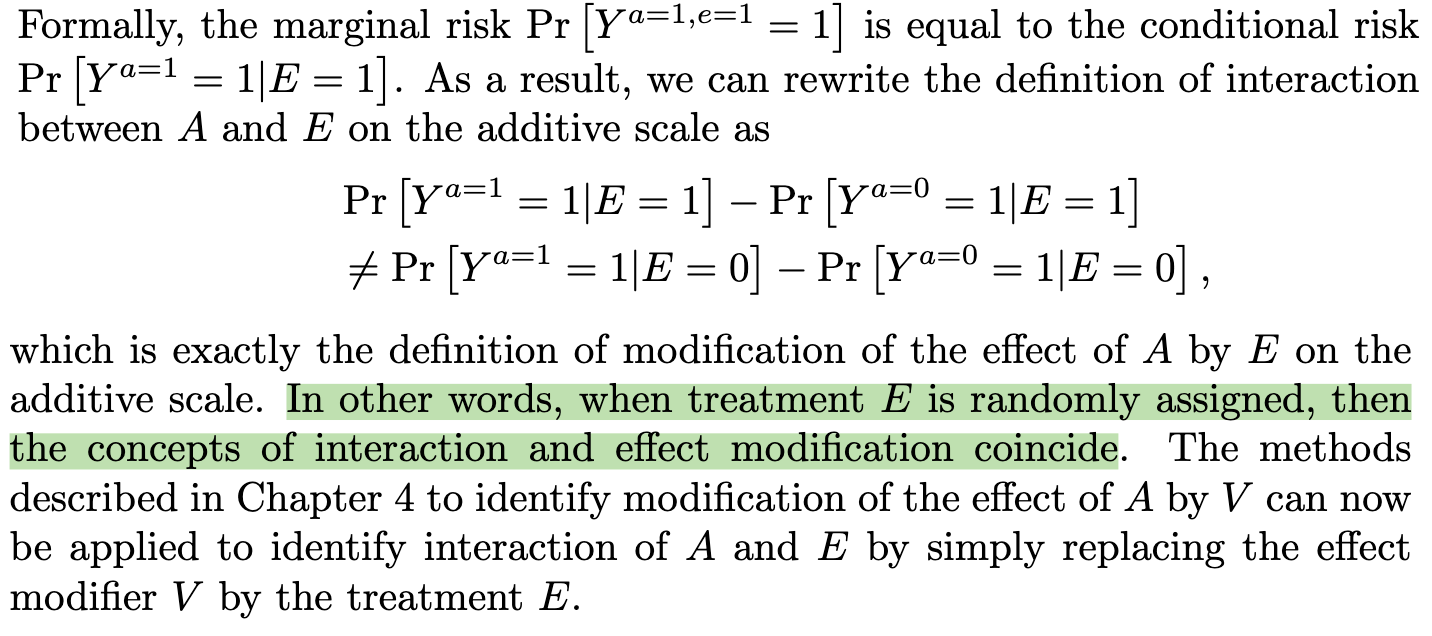 Formally, the marginal risk Pr [Y^{a=1,e=1} = 1] is equal to the conditional risk
Pr [Y^{a=1} = 1|E = 1]. As a result, we can rewrite the definition of interaction
between A and E on the additive scale as
Pr [Y^{a=1} = 1|E = 1] − Pr [Y^{a=0} = 1|E = 1]
≠ Pr [Y^{a=1} = 1|E = 0] − Pr [Y^{a=0} = 1|E = 0] ,
which is exactly the definition of modification of the effect of A by E on the
additive scale. In other words, when treatment E is randomly assigned, then
the concepts of interaction and effect modification coincide. The methods
described in Chapter 4 to identify modification of the effect of A by V can now
be applied to identify interaction of A and E by simply replacing the effect
modifier V by the treatment E.